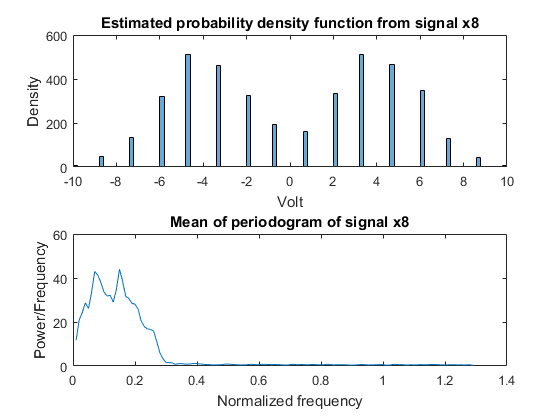 Estimated probability density function from signal x8
600
400
200
0
Density
-10 -8 -6 -4 -2 0 2 4 6 8 10
Volt
Mean of periodogram of signal x8
60
40
20
0
Power/Frequency
0 0.2 0.4 0.6 0.8 1 1.2 1.4
Normalized frequency